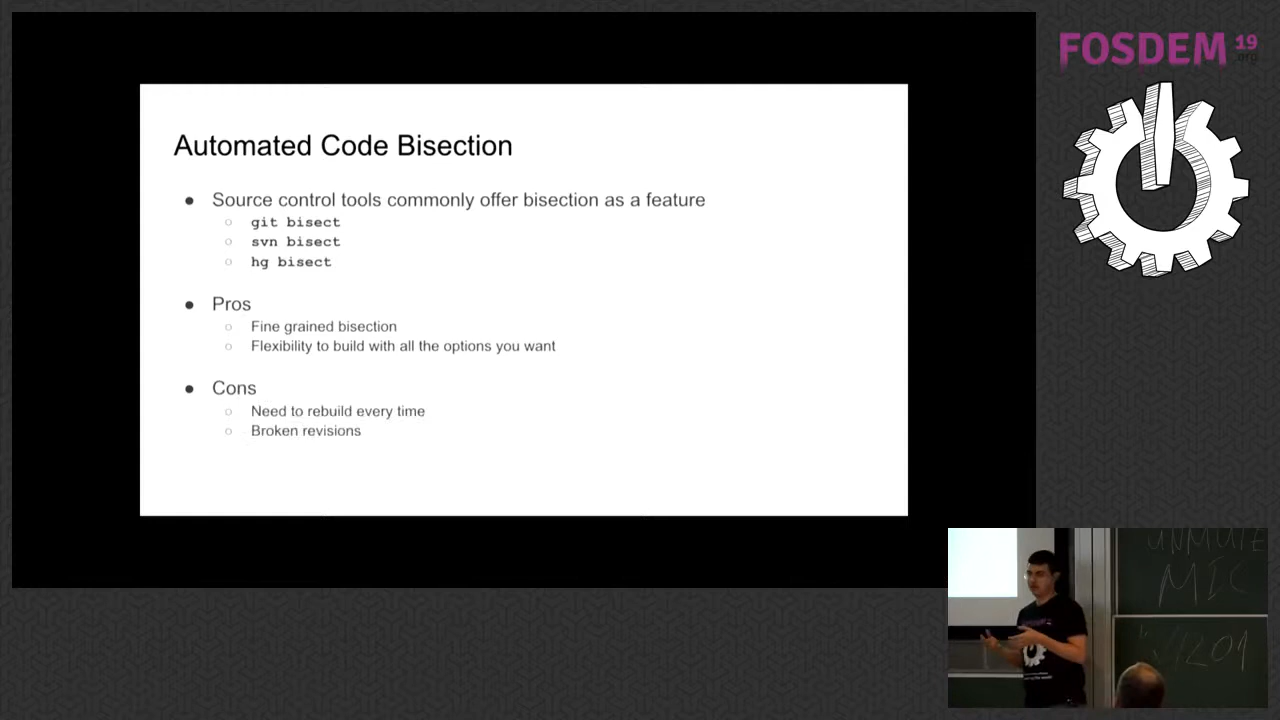 FOSDEM 19
.org
Automated Code Bisection
● Source control tools commonly offer bisection as a feature
○ git bisect
○ svn bisect
○ hg bisect
● Pros
○ Fine grained bisection
○ Flexibility to build with all the options you want
● Cons
○ Need to rebuild every time
○ Broken revisions
UNMUTE
MIC
FOSDEM